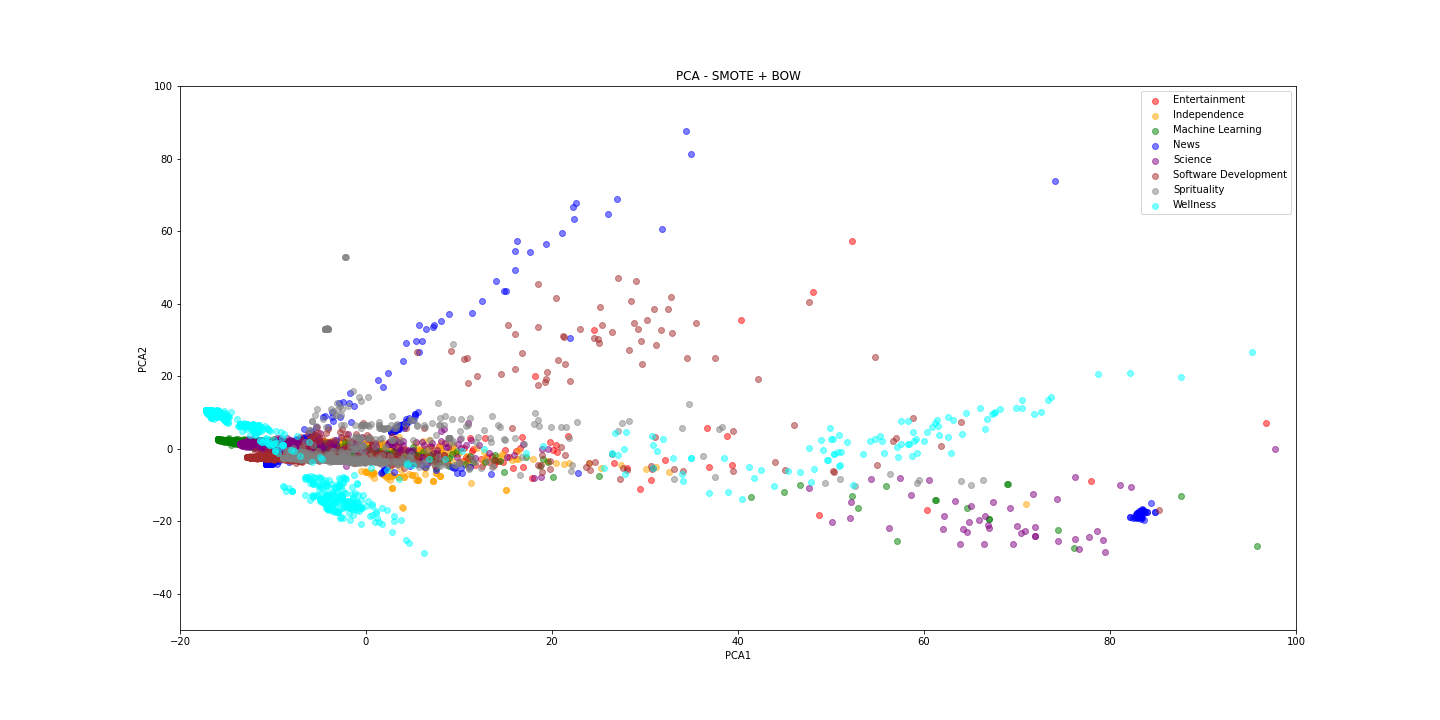 PCA - SMOTE + BOW
Entertainment
Independence
Machine Learning
News
Science
Software Development
Sprituality
Wellness
100
80
60
40
20
0
−20
−40
PCA2
−20
0
20
40
60
80
100
PCA1